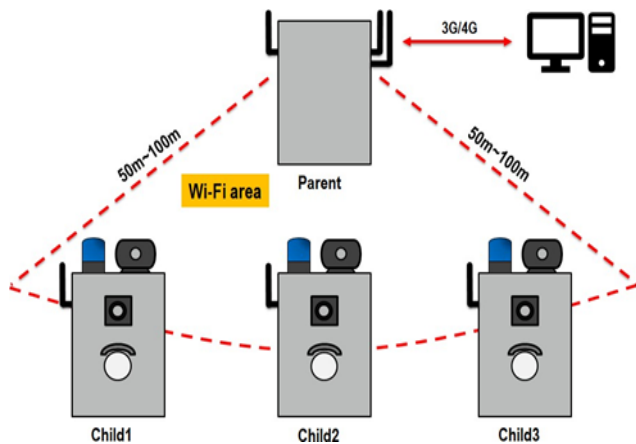 3G/4G
50m~100m
50m~100m
Parent
Wi-Fi area
Child1
Child2
Child3